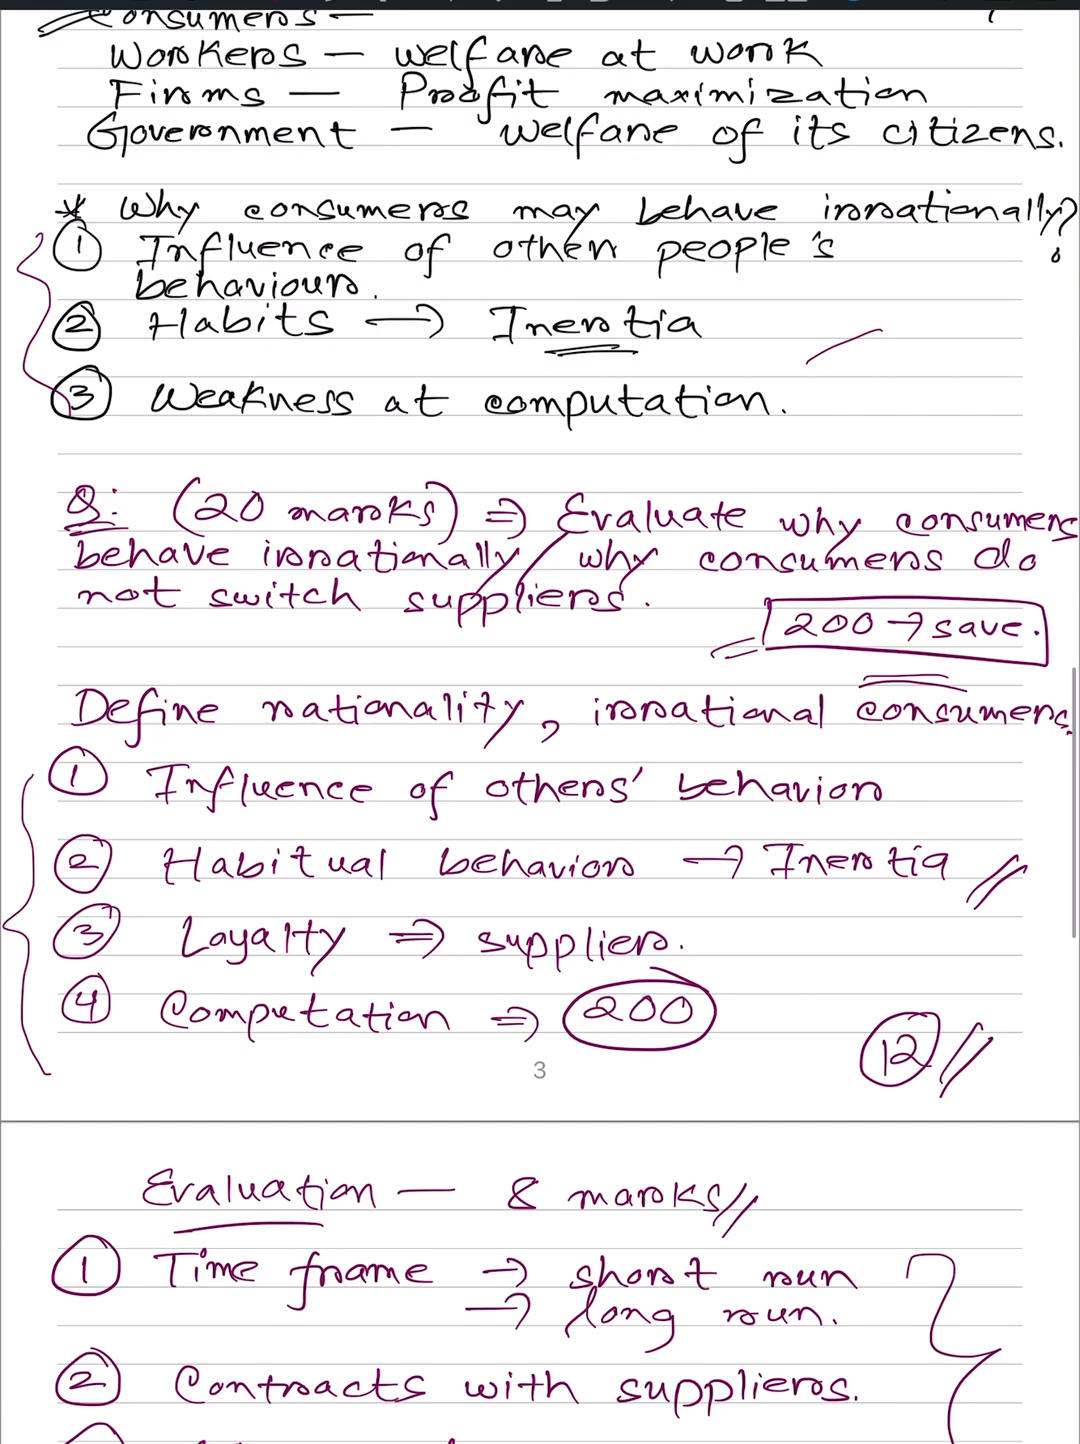 Consumers —
Workers — welfare at work
Firms — Profit maximization
Government — welfare of its citizens.
* Why consumers may behave irrationally?
① Influence of other people's
behaviour.
② Habits → Inertia
③ Weakness at computation.
Q: (20 marks) ⇒ Evaluate why consumers
behave irrationally / why consumers do
not switch suppliers.
200 → save.
Define rationality, irrational consumers.
① Influence of others' behavior
② Habitual behavior → Inertia
③ Loyalty ⇒ supplier.
④ Computation ⇒ 200
12
3
Evaluation — 8 marks
① Time frame → short run
→ long run.
② Contracts with suppliers.